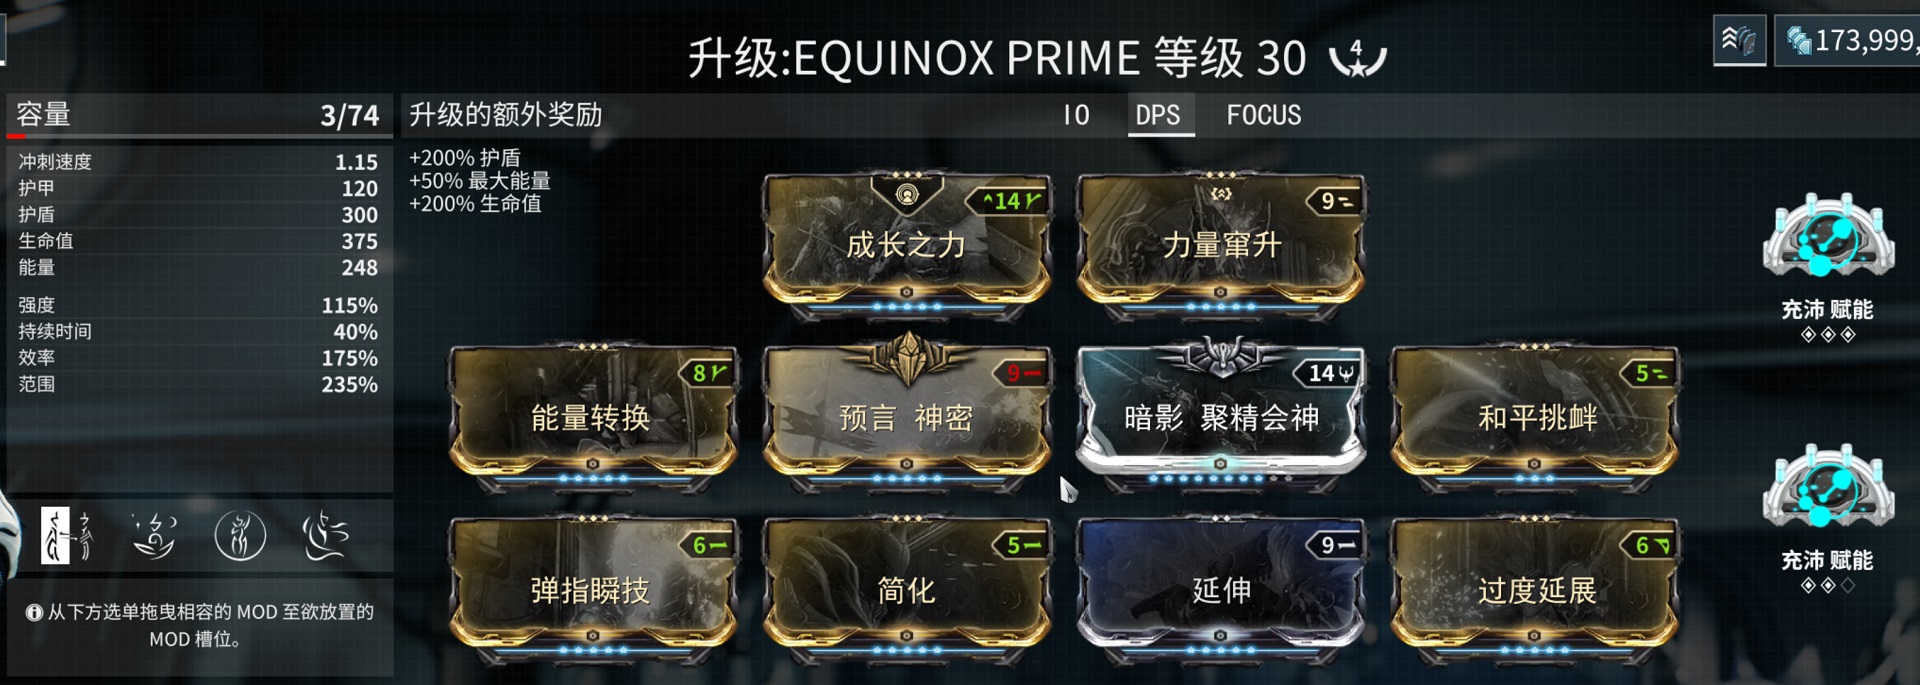 升级:EQUINOX PRIME 等级 30
4
173,999,
容量 3/74
升级的额外奖励
IO DPS FOCUS
冲刺速度 1.15
护甲 120
护盾 300
生命值 375
能量 248
强度 115%
持续时间 40%
效率 175%
范围 235%
+200% 护盾
+50% 最大能量
+200% 生命值
14
成长之力
9
力量窜升
8
能量转换
9
预言 神密
14
暗影 聚精会神
5
和平挑衅
6
弹指瞬技
5
简化
9
延伸
6
过度延展
充沛 赋能
充沛 赋能
从下方选单拖曳相容的 MOD 至欲放置的
MOD 槽位。